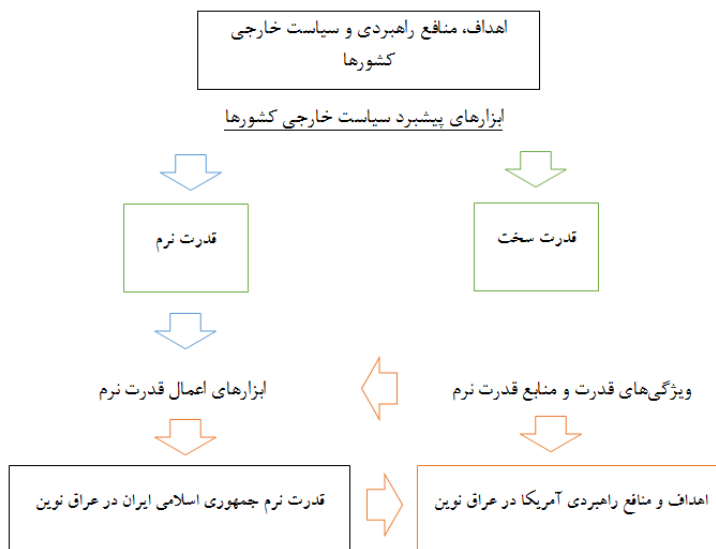 اهداف، منافع راهبردی و سیاست خارجی
کشورها
ابزارهای پیشبرد سیاست خارجی کشورها
قدرت سخت
قدرت نرم
ویژگی‌های قدرت و منابع قدرت نرم
ابزارهای اعمال قدرت نرم
اهداف و منافع راهبردی آمریکا در عراق نوین
قدرت نرم جمهوری اسلامی ایران در عراق نوین